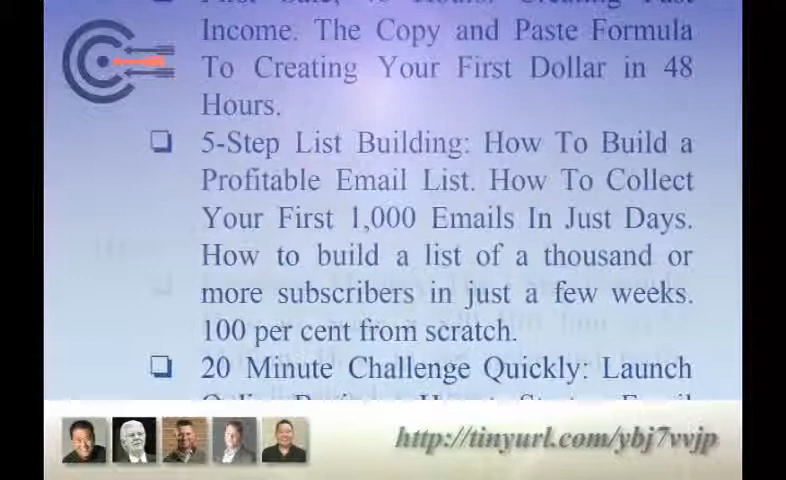 Income. The Copy and Paste Formula
To Creating Your First Dollar in 48
Hours.
5-Step List Building: How To Build a
Profitable Email List. How To Collect
Your First 1,000 Emails In Just Days.
How to build a list of a thousand or
more subscribers in just a few weeks.
100 per cent from scratch.
20 Minute Challenge Quickly: Launch
http://tinyurl.com/ybj7vvjp